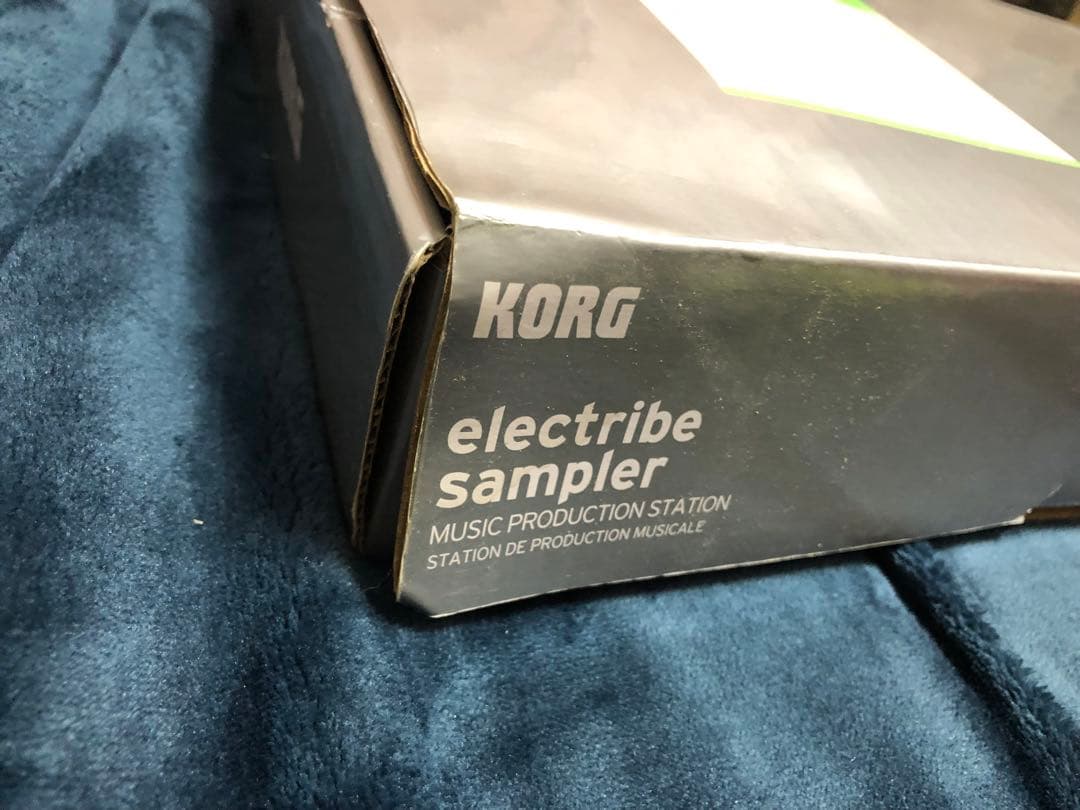 KORG
electribe
sampler
MUSIC PRODUCTION STATION
STATION DE PRODUCTION MUSICALE